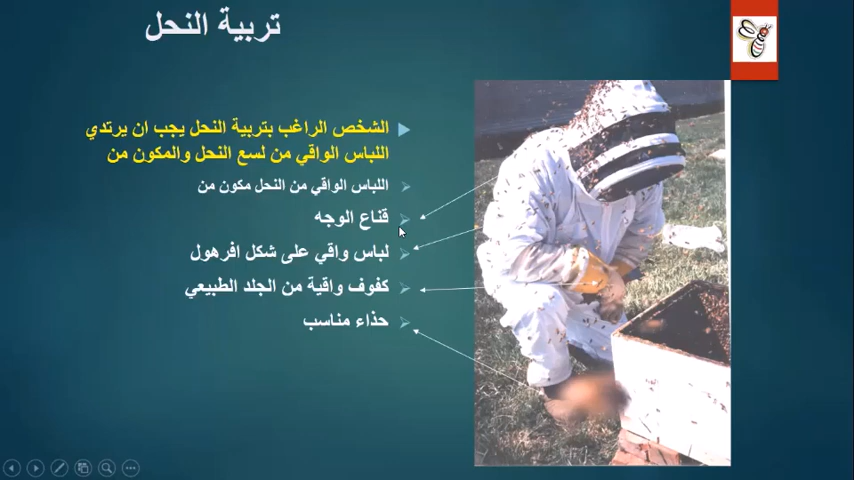 تربية النحل
الشخص الراغب بتربية النحل يجب ان يرتدي
اللباس الواقي من لسع النحل والمكون من
اللباس الواقي من النحل مكون من
قناع الوجه
لباس واقي على شكل افرهول
كفوف واقية من الجلد الطبيعي
حذاء مناسب